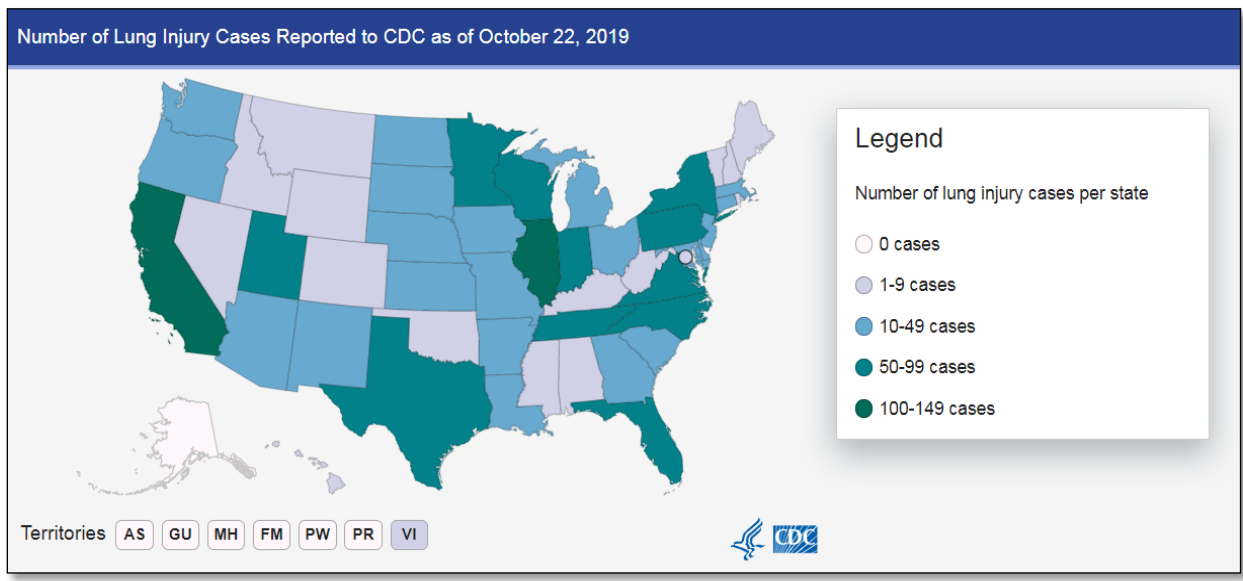 Number of Lung Injury Cases Reported to CDC as of October 22, 2019
Legend
Number of lung injury cases per state
0 cases
1-9 cases
10-49 cases
50-99 cases
100-149 cases
Territories AS GU MH FM PW PR VI
CDC